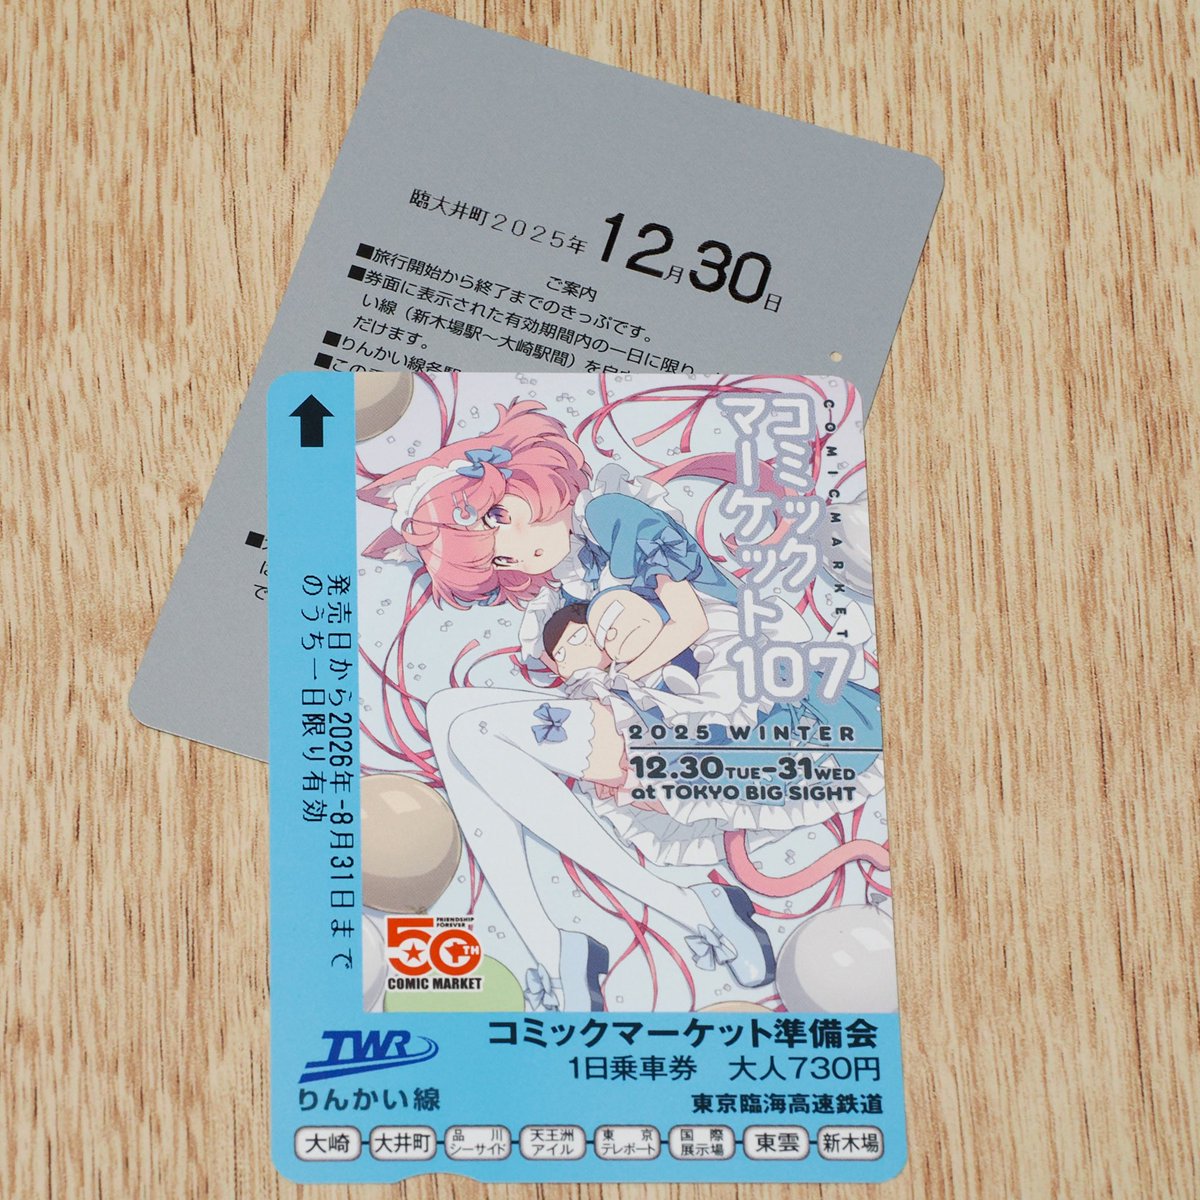 臨大井町2025年12月30日
ご案内
■旅行開始から終了までのきっぷです。
■券面に表示された有効期間内の一日に限り、
い線（新木場駅～大崎駅間）を自
だけます。
■りんかい線各駅
■この
は
で
発売日から2026年-8月31日まで
のうち一日限り有効
コミック
マーケット107
COMIC MARKET
2025 WINTER
12.30TUE-31WED
at TOKYO BIG SIGHT
FRIENDSHIP
FOREVER
50TH
COMIC MARKET
コミックマーケット準備会
1日乗車券 大人730円
TWR
りんかい線
東京臨海高速鉄道
大崎 大井町 品川シーサイド 天王洲アイル 東京テレポート 国際展示場 東雲 新木場